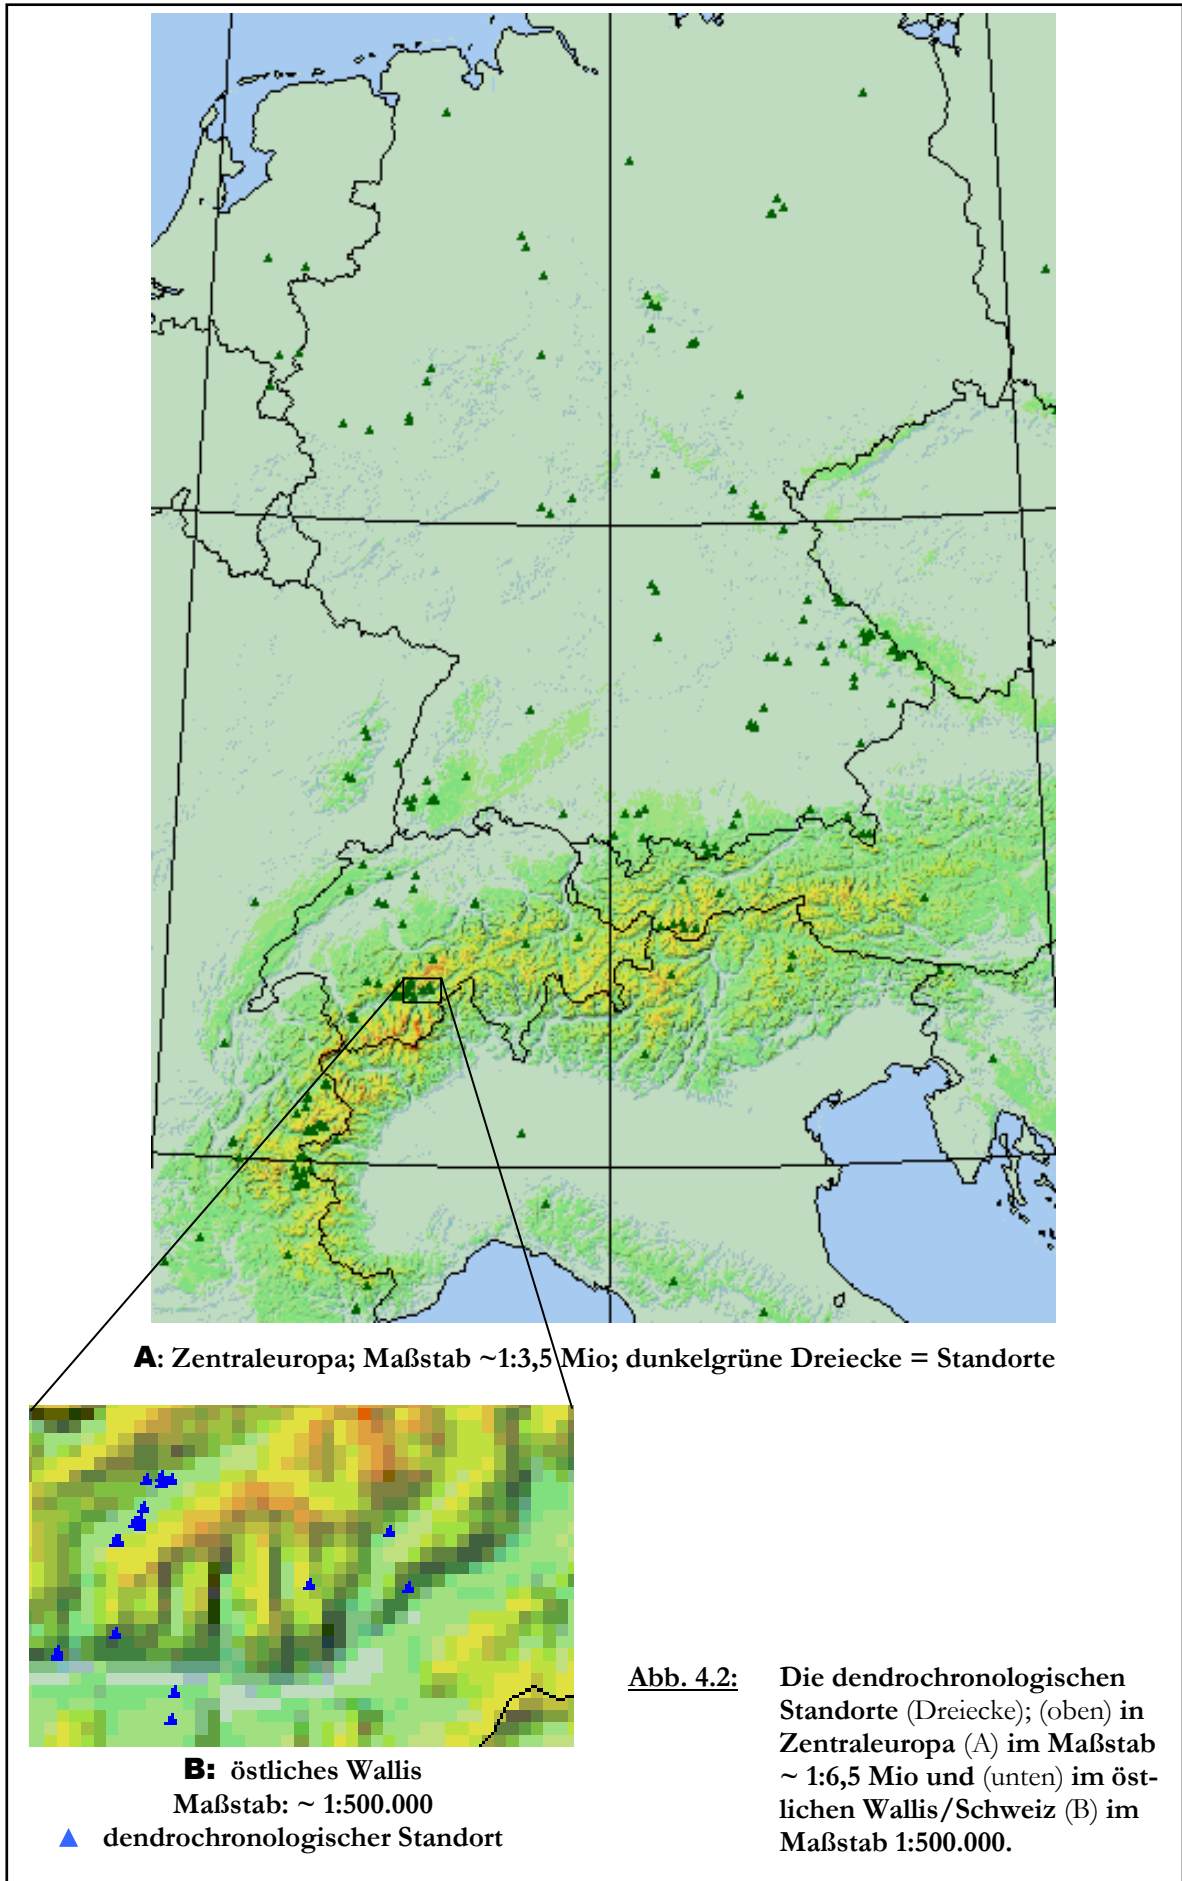 A: Zentraleuropa; Maßstab ~1:3,5 Mio; dunkelgrüne Dreiecke = Standorte
B: östliches Wallis
Maßstab: ~ 1:500.000
dendrochronologischer Standort
Abb. 4.2: Die dendrochronologischen
Standorte (Dreiecke); (oben) in
Zentraleuropa (A) im Maßstab
~ 1:6,5 Mio und (unten) im öst-
lichen Wallis/Schweiz (B) im
Maßstab 1:500.000.